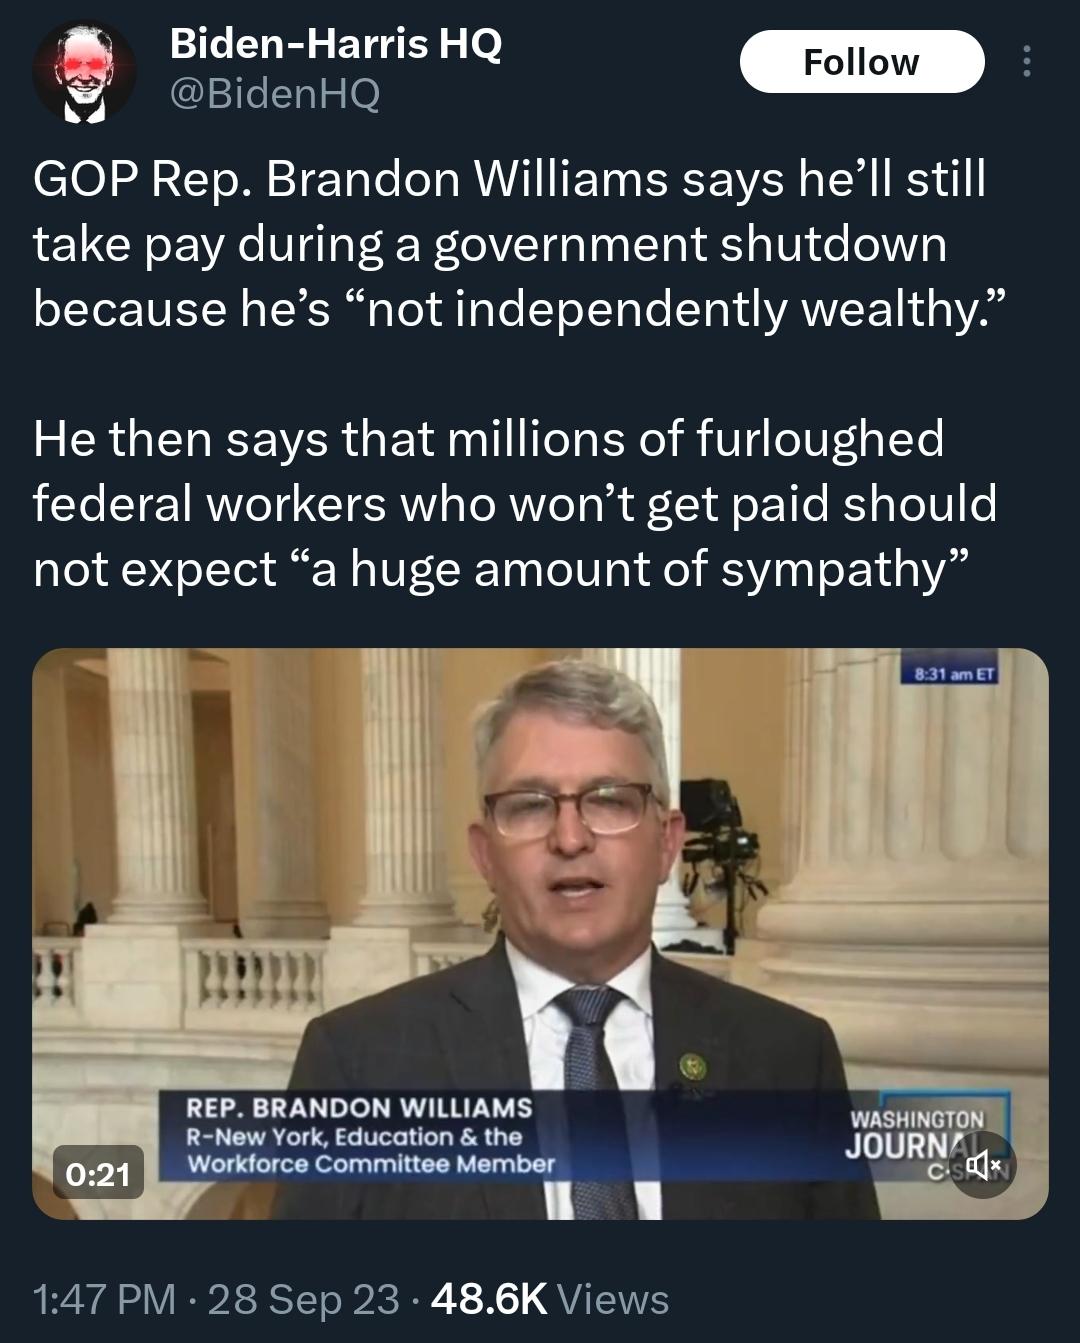 Biden-Harris HQ
@BidenHQ
Follow
GOP Rep. Brandon Williams says he’ll still
take pay during a government shutdown
because he’s “not independently wealthy.”
He then says that millions of furloughed
federal workers who won’t get paid should
not expect “a huge amount of sympathy”
8:31 am ET
REP. BRANDON WILLIAMS
R-New York, Education & the
Workforce Committee Member
WASHINGTON
JOURNAL
C-SPAN
0:21
1:47 PM · 28 Sep 23 · 48.6K Views